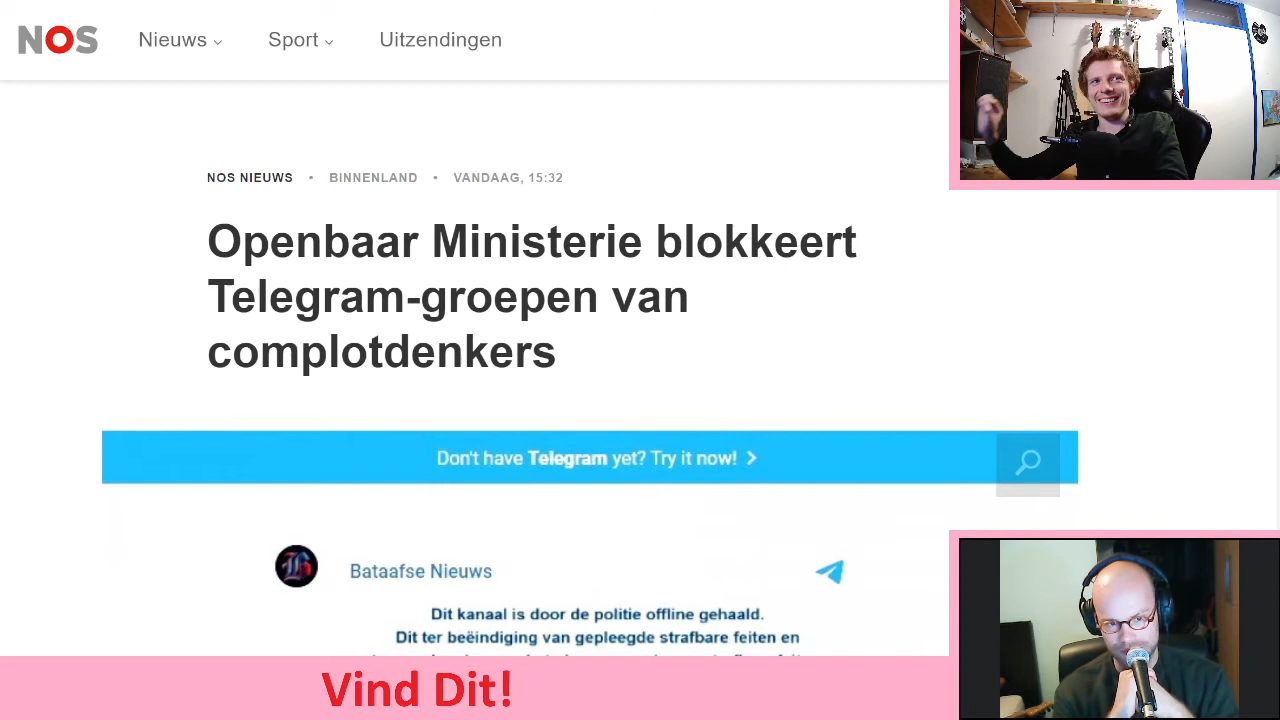 NOS
Nieuws
Sport
Uitzendingen
NOS NIEUWS • BINNENLAND • VANDAAG, 15:32
Openbaar Ministerie blokkeert
Telegram-groepen van
complotdenkers
Don't have Telegram yet? Try it now!
Bataafse Nieuws
Dit kanaal is door de politie offline gehaald.
Dit ter beëindiging van gepleegde strafbare feiten en
Vind Dit!